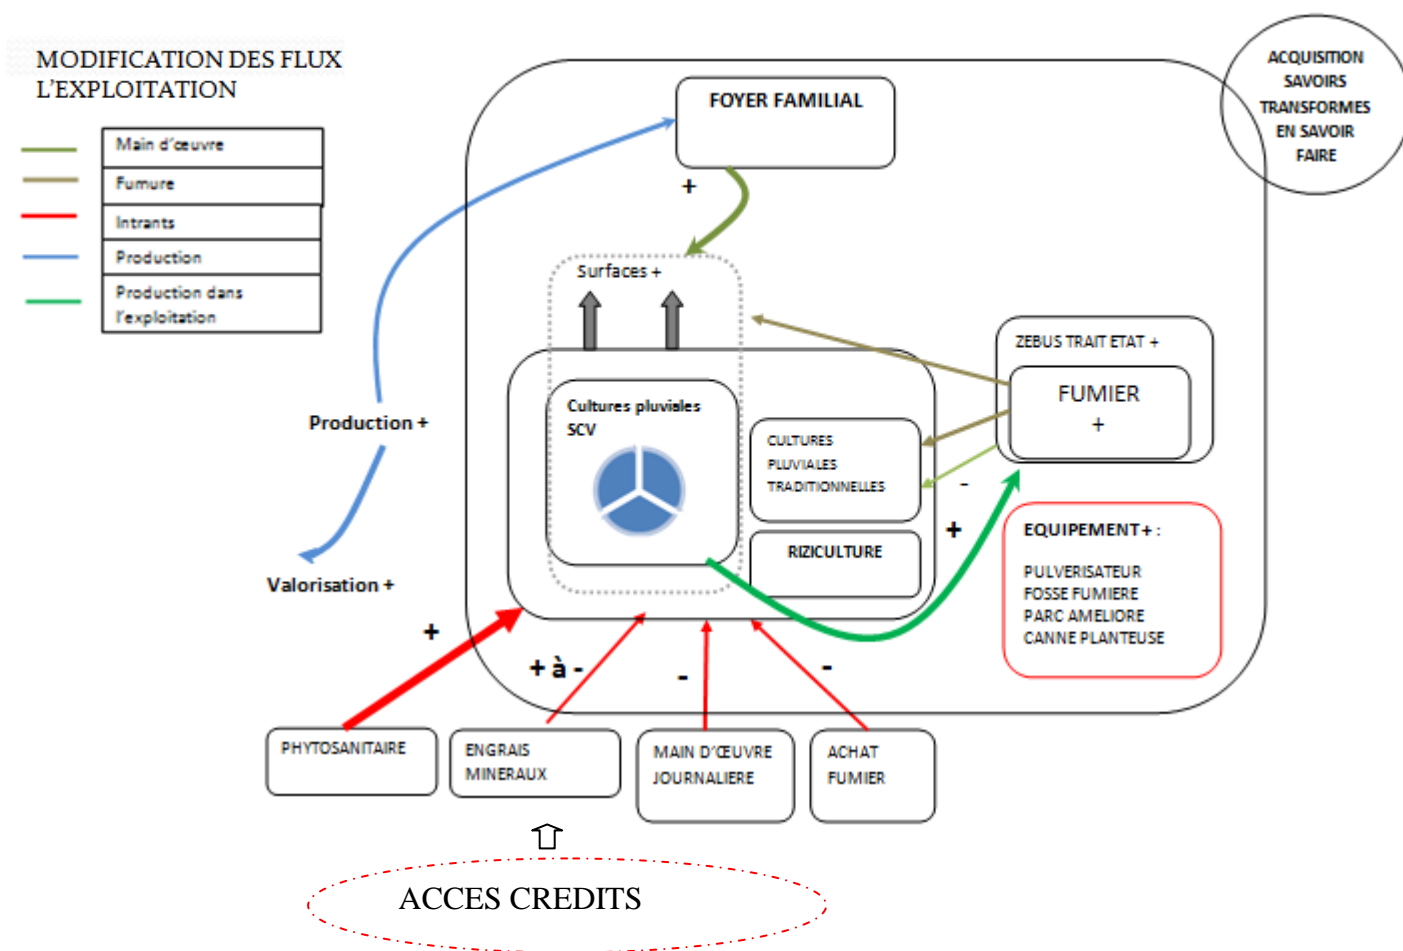 MODIFICATION DES FLUX
L'EXPLOITATION
Main d'œuvre
Fumure
Intrants
Production
Production dans
l'exploitation
ACQUISITION
SAVOIRS
TRANSFORMES
EN SAVOIR
FAIRE
FOYER FAMILIAL
+
Surfaces +
ZEBUS TRAIT ETAT +
FUMIER
+
Cultures pluviales
SCV
Production +
CULTURES
PLUVIALES
TRADITIONNELLES
-
+
RIZICULTURE
EQUIPEMENT + :
PULVERISATEUR
FOSSE FUMIERE
PARC AMELIORE
CANNE PLANTEUSE
Valorisation +
+
+ à -
-
-
PHYTOSANITAIRE
ENGRAIS
MINERAUX
MAIN D'ŒUVRE
JOURNALIERE
ACHAT
FUMIER
ACCES CREDITS